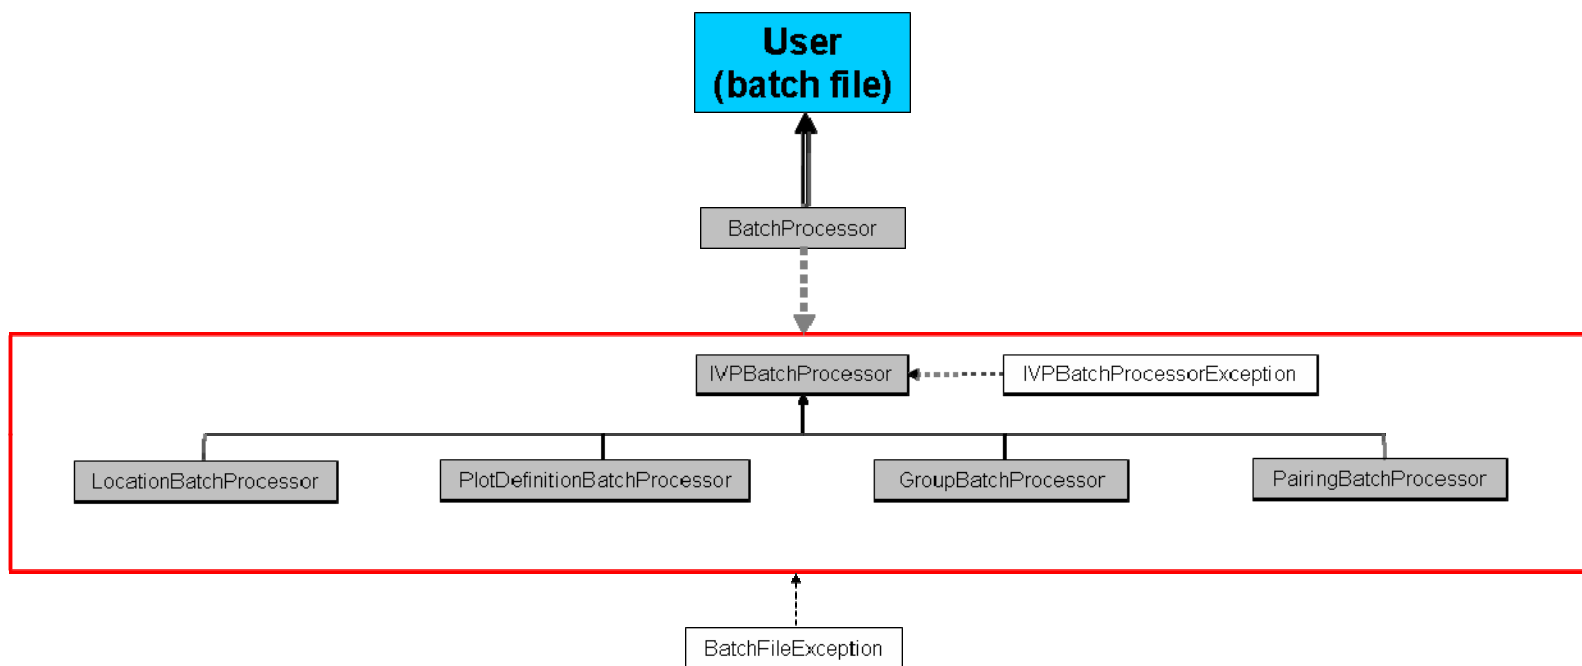 User
(batch file)
BatchProcessor
IVPBatchProcessor
IVPBatchProcessorException
LocationBatchProcessor
PlotDefinitionBatchProcessor
GroupBatchProcessor
PairingBatchProcessor
BatchFileException